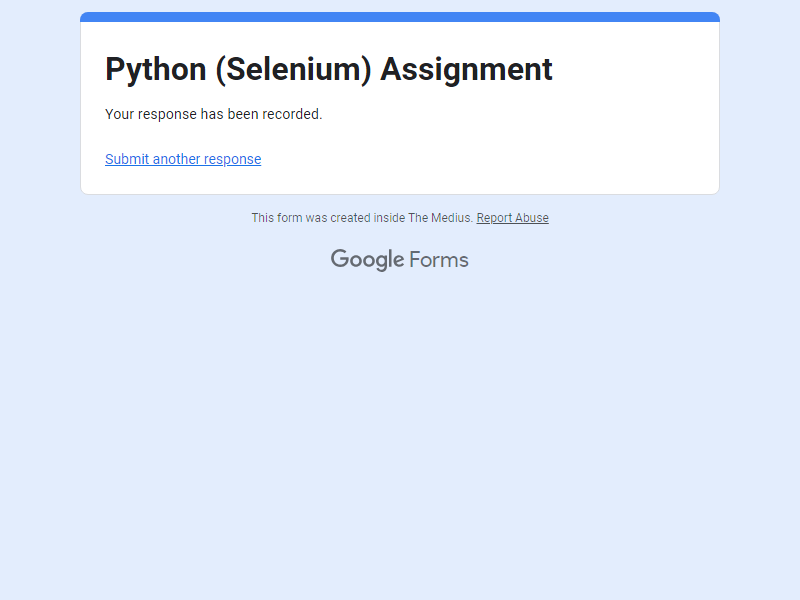 Python (Selenium) Assignment
Your response has been recorded.
Submit another response
This form was created inside The Medius. Report Abuse
Google Forms